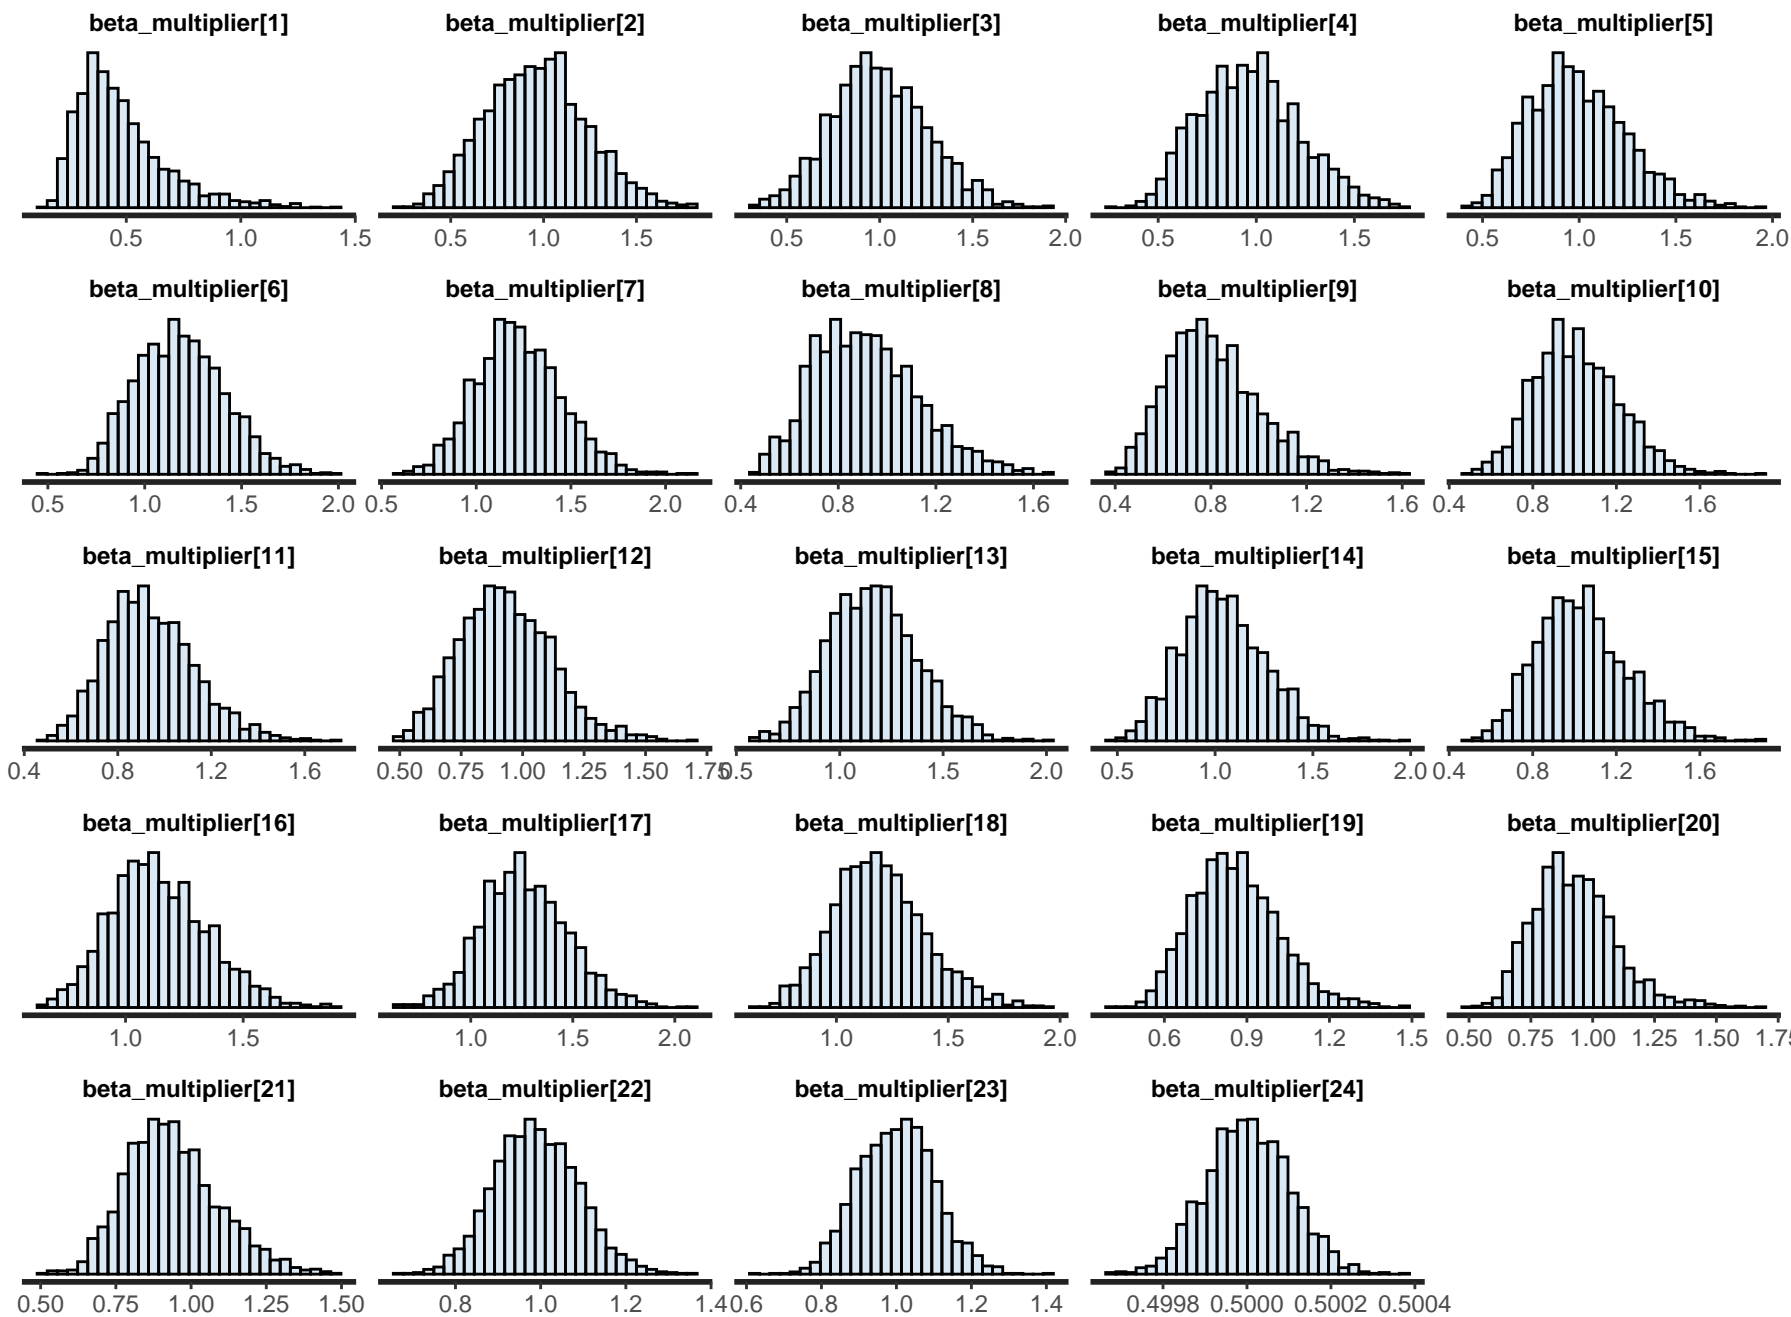 beta_multiplier[1] beta_multiplier[2] beta_multiplier[3] beta_multiplier[4] beta_multiplier[5]
0.5 1.0 1.5 0.5 1.0 1.5 0.5 1.0 1.5 2.0 0.5 1.0 1.5 0.5 1.0 1.5 2.0
beta_multiplier[6] beta_multiplier[7] beta_multiplier[8] beta_multiplier[9] beta_multiplier[10]
0.5 1.0 1.5 2.0 0.5 1.0 1.5 2.0 0.4 0.8 1.2 1.6 0.4 0.8 1.2 1.6 0.4 0.8 1.2 1.6
beta_multiplier[11] beta_multiplier[12] beta_multiplier[13] beta_multiplier[14] beta_multiplier[15]
0.4 0.8 1.2 1.6 0.50 0.75 1.00 1.25 1.50 1.75 0.5 1.0 1.5 2.0 0.5 1.0 1.5 2.0 0.4 0.8 1.2 1.6
beta_multiplier[16] beta_multiplier[17] beta_multiplier[18] beta_multiplier[19] beta_multiplier[20]
1.0 1.5 1.0 1.5 2.0 1.0 1.5 2.0 0.6 0.9 1.2 1.5 0.50 0.75 1.00 1.25 1.50 1.75
beta_multiplier[21] beta_multiplier[22] beta_multiplier[23] beta_multiplier[24]
0.50 0.75 1.00 1.25 1.50 0.8 1.0 1.2 1.4 0.6 0.8 1.0 1.2 1.4 0.4998 0.5000 0.5002 0.5004